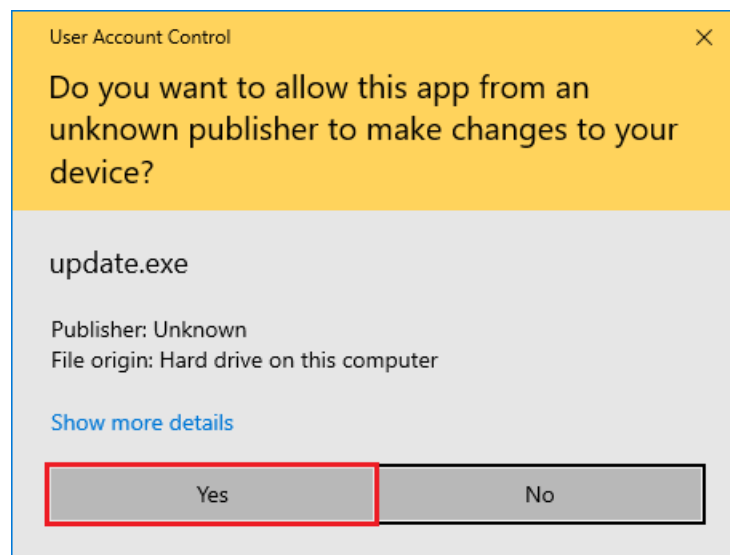 User Account Control
Do you want to allow this app from an
unknown publisher to make changes to your
device?
update.exe
Publisher: Unknown
File origin: Hard drive on this computer
Show more details
Yes
No